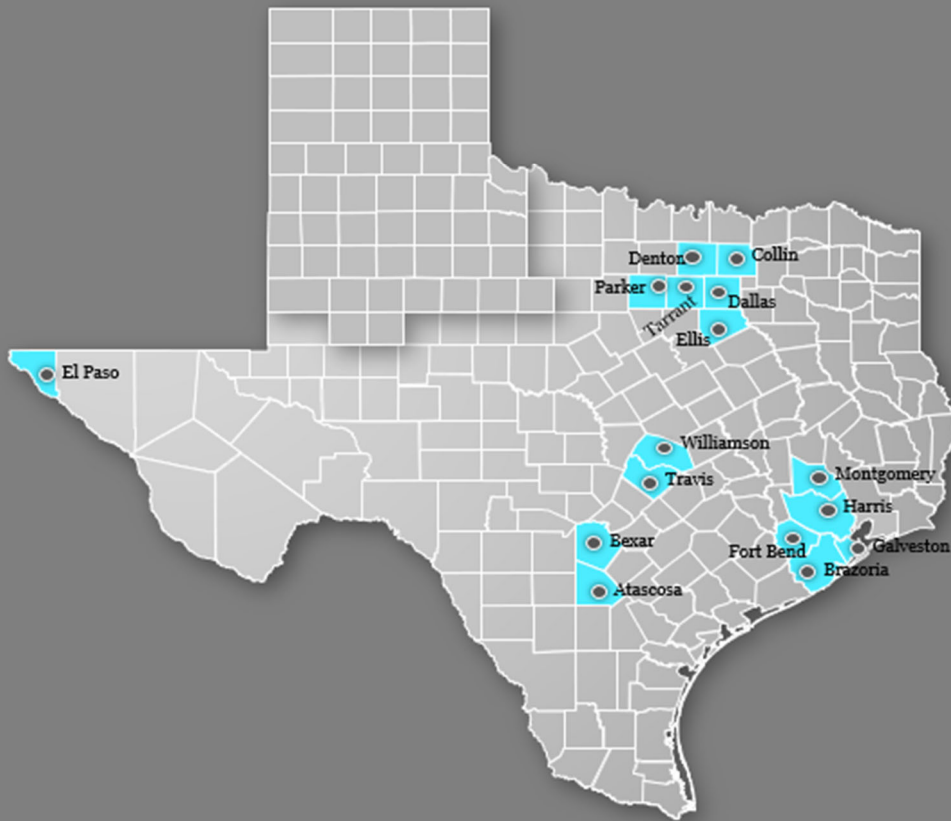 Denton
Collin
Parker
Tarrant
Dallas
Ellis
El Paso
Williamson
Travis
Montgomery
Harris
Bexar
Fort Bend
Galveston
Brazoria
Atascosa